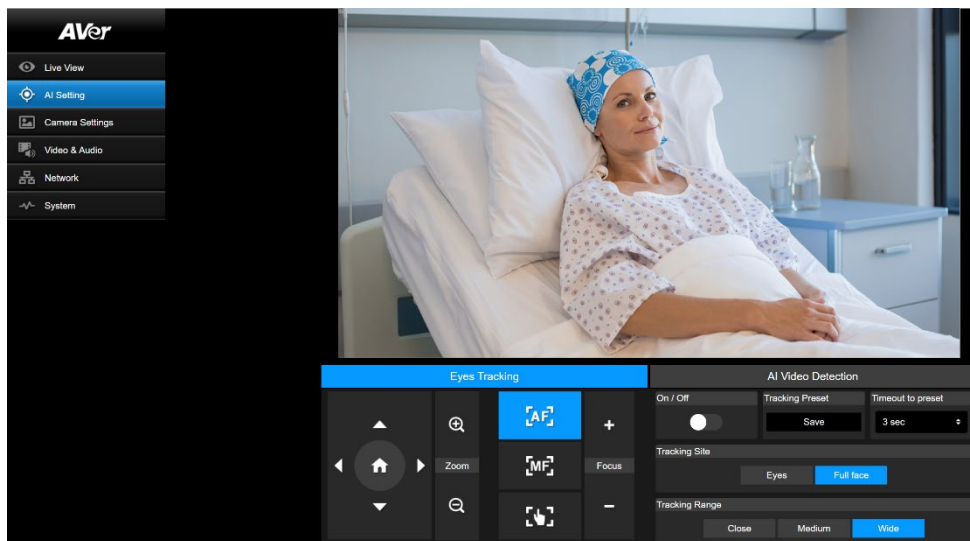 AVer
Live View
AI Setting
Camera Settings
Video & Audio
Network
System
Eyes Tracking
AI Video Detection
On / Off
Tracking Preset
Timeout to preset
AF
Save
3 sec
Zoom
MF
Focus
Tracking Site
Eyes
Full face
Tracking Range
Close
Medium
Wide